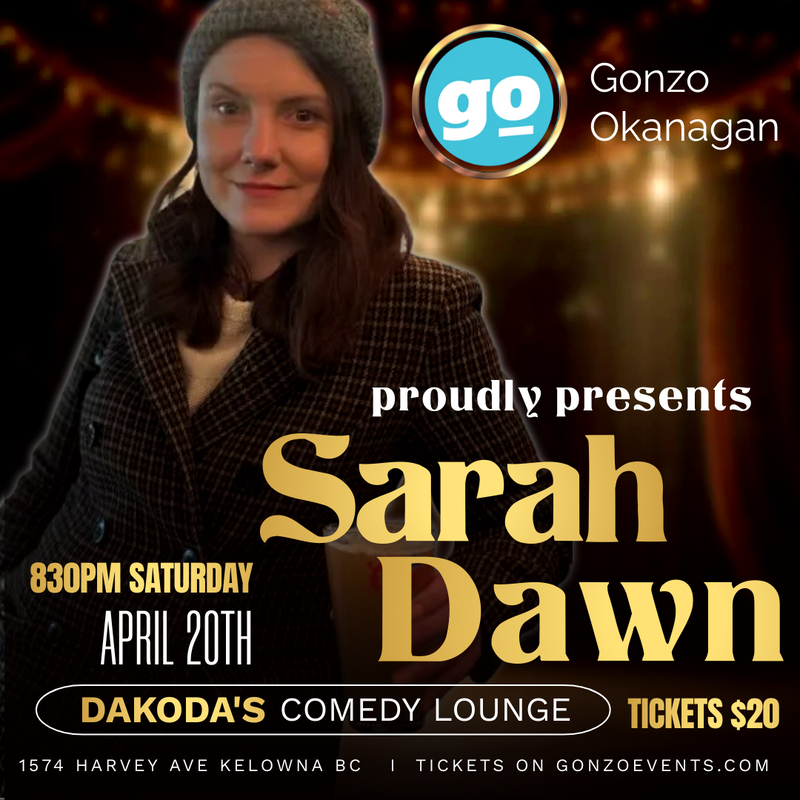 go
Gonzo
Okanagan
proudly presents
Sarah
Dawn
830PM SATURDAY
APRIL 20TH
DAKODA'S COMEDY LOUNGE
TICKETS $20
1574 HARVEY AVE KELOWNA BC I TICKETS ON GONZOEVENTS.COM